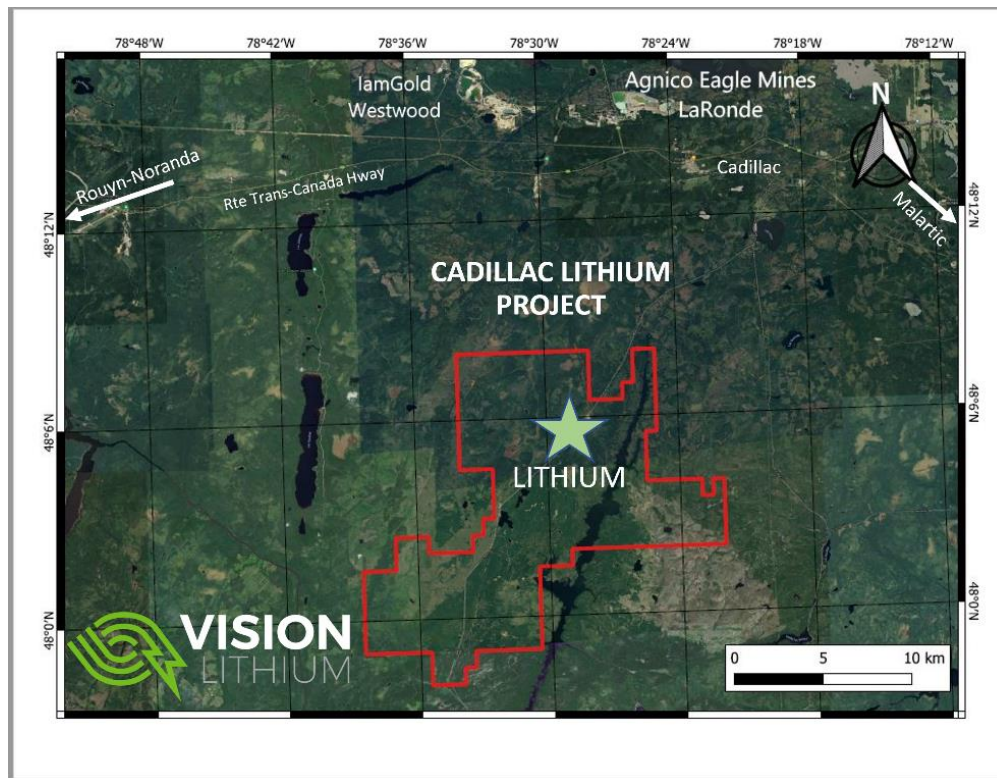 78°48'W 78°42'W 78°36'W 78°30'W 78°24'W 78°18'W 78°12'W
IamGold
Westwood
Agnico Eagle Mines
LaRonde
N
Rouyn-Noranda
Rte Trans-Canada Hway
Cadillac
Malartic
48°12'N
48°12'N
CADILLAC LITHIUM
PROJECT
48°6'N
48°6'N
LITHIUM
48°0'N
48°0'N
VISION
LITHIUM
0 5 10 km